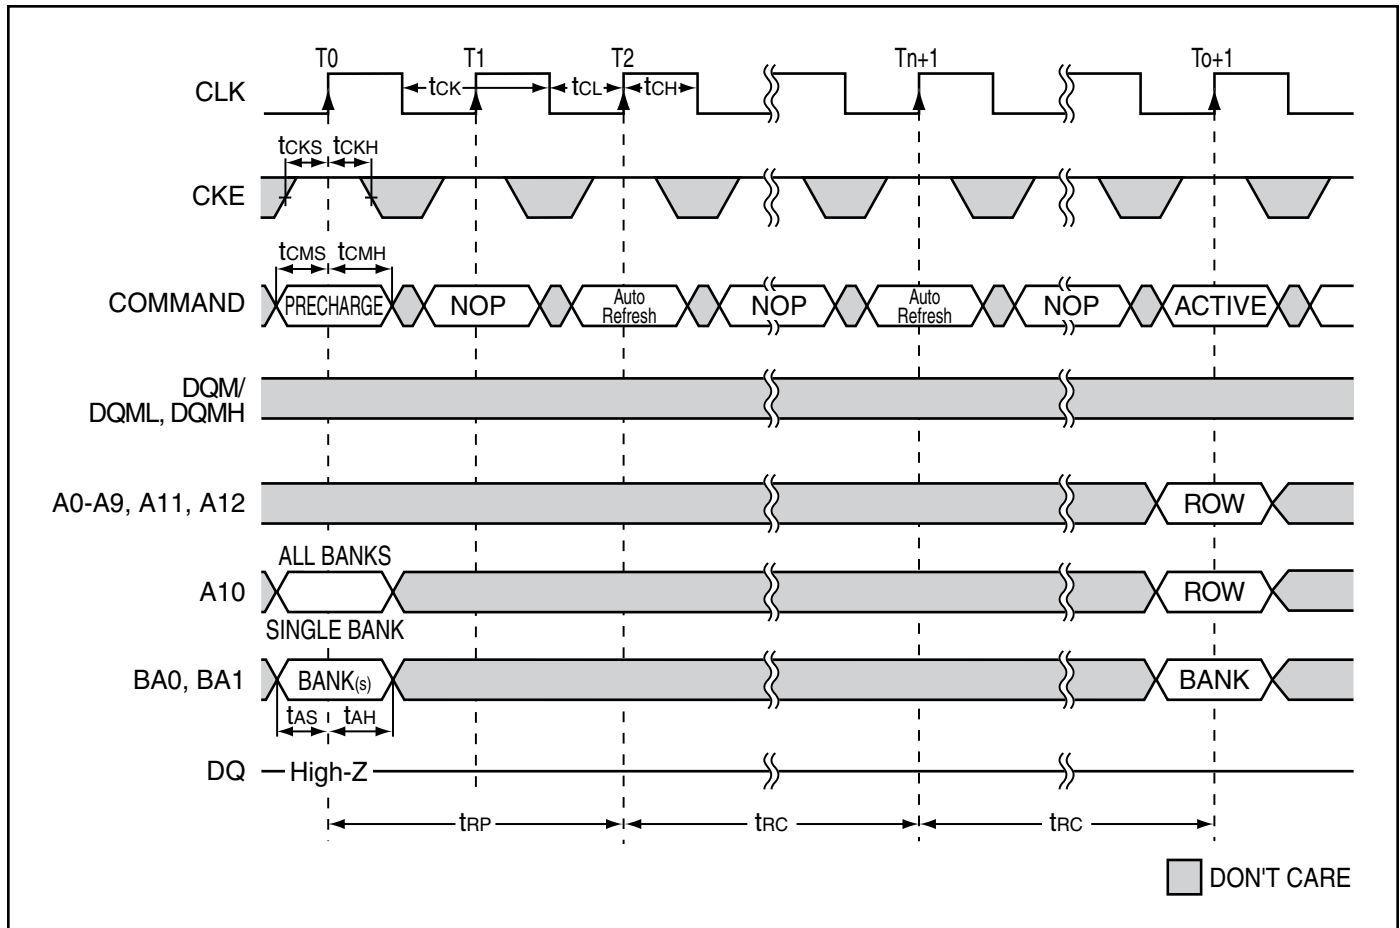 T0 T1 T2 Tn+1 To+1
CLK tCK tCL tCH
tCKS tCKH
CKE
tCMS tCMH
COMMAND PRECHARGE NOP Auto Refresh NOP Auto Refresh NOP ACTIVE
DQM/
DQML, DQMH
A0-A9, A11, A12 ROW
ALL BANKS
A10 ROW
SINGLE BANK
BA0, BA1 BANK(s) BANK
tAS tAH
DQ High-Z
tRP tRC tRC
DON'T CARE